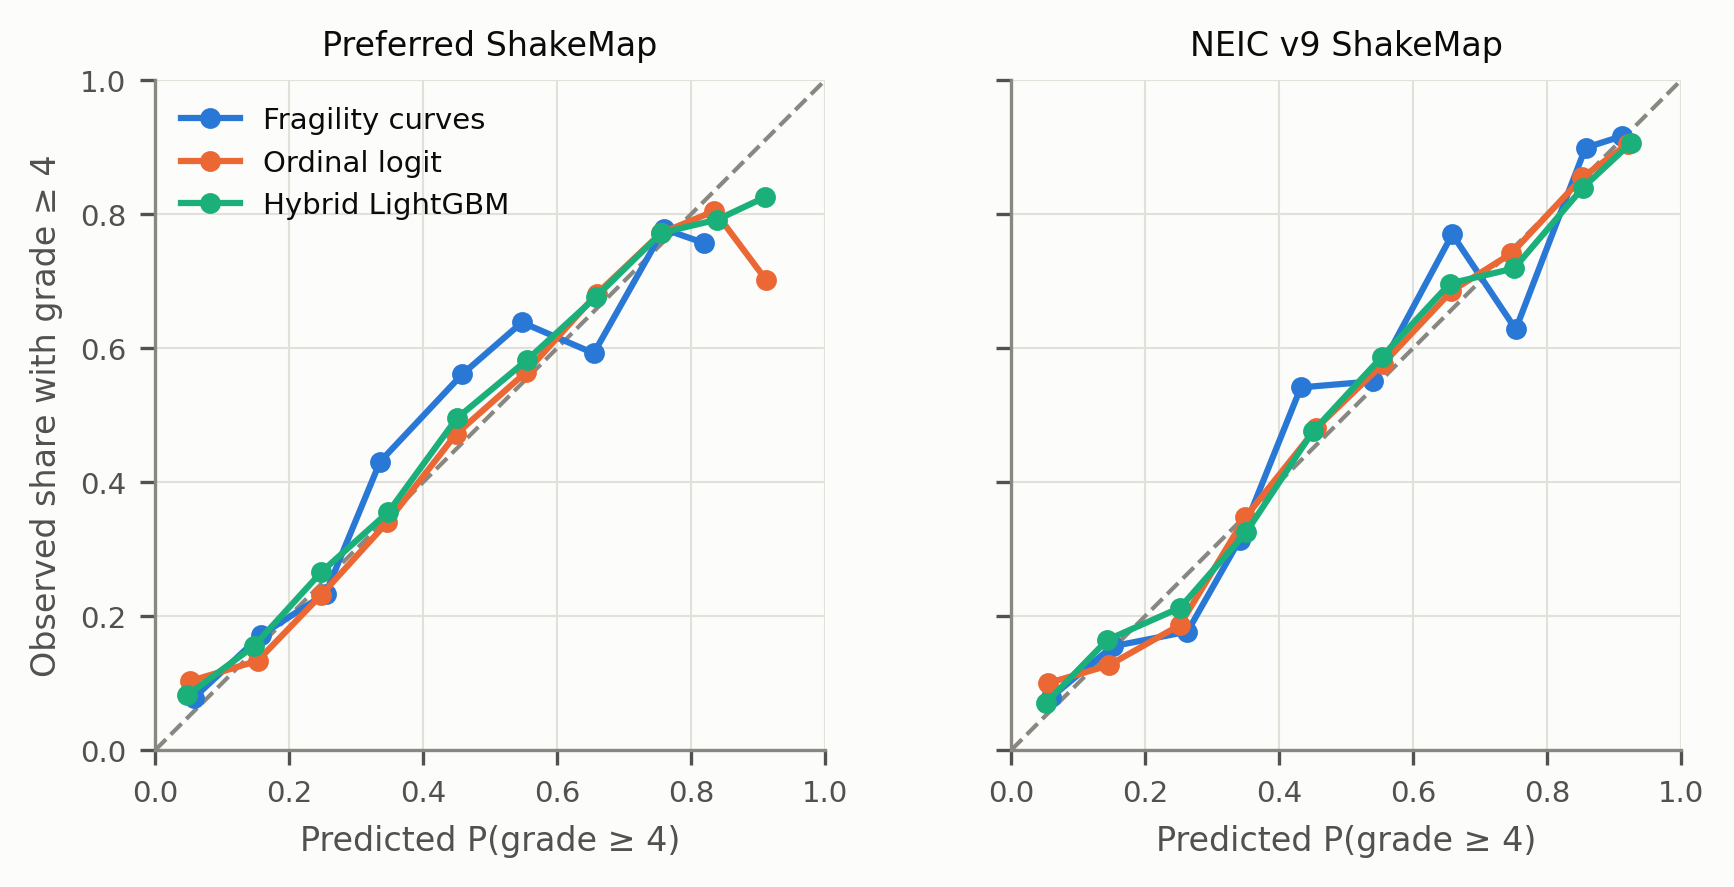 Preferred ShakeMap
NEIC v9 ShakeMap
Fragility curves
Ordinal logit
Hybrid LightGBM
Observed share with grade ≥ 4
1.0
0.8
0.6
0.4
0.2
0.0
0.0 0.2 0.4 0.6 0.8 1.0
0.0 0.2 0.4 0.6 0.8 1.0
Predicted P(grade ≥ 4)
Predicted P(grade ≥ 4)